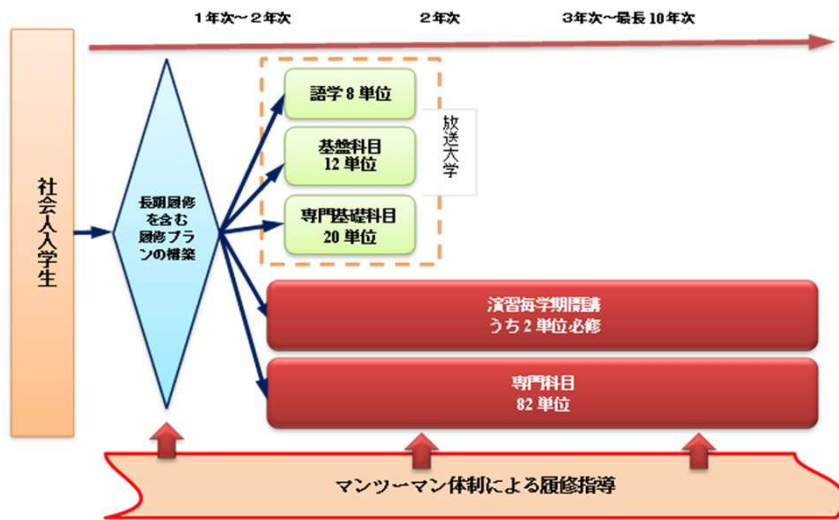 1年次～2年次
2年次
3年次～最長10年次
社会人入学生
長期履修
を含む
履修プラ
ンの構築
語学8単位
基盤科目
12単位
専門基礎科目
20単位
放送大学
演習毎学期開講
うち2単位必修
専門科目
82単位
マンツーマン体制による履修指導